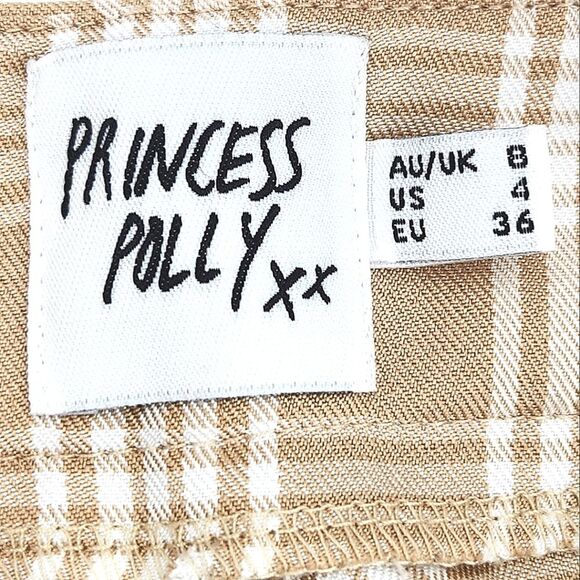 PRINCESS
POLLY xx
AU/UK 8
US 4
EU 36